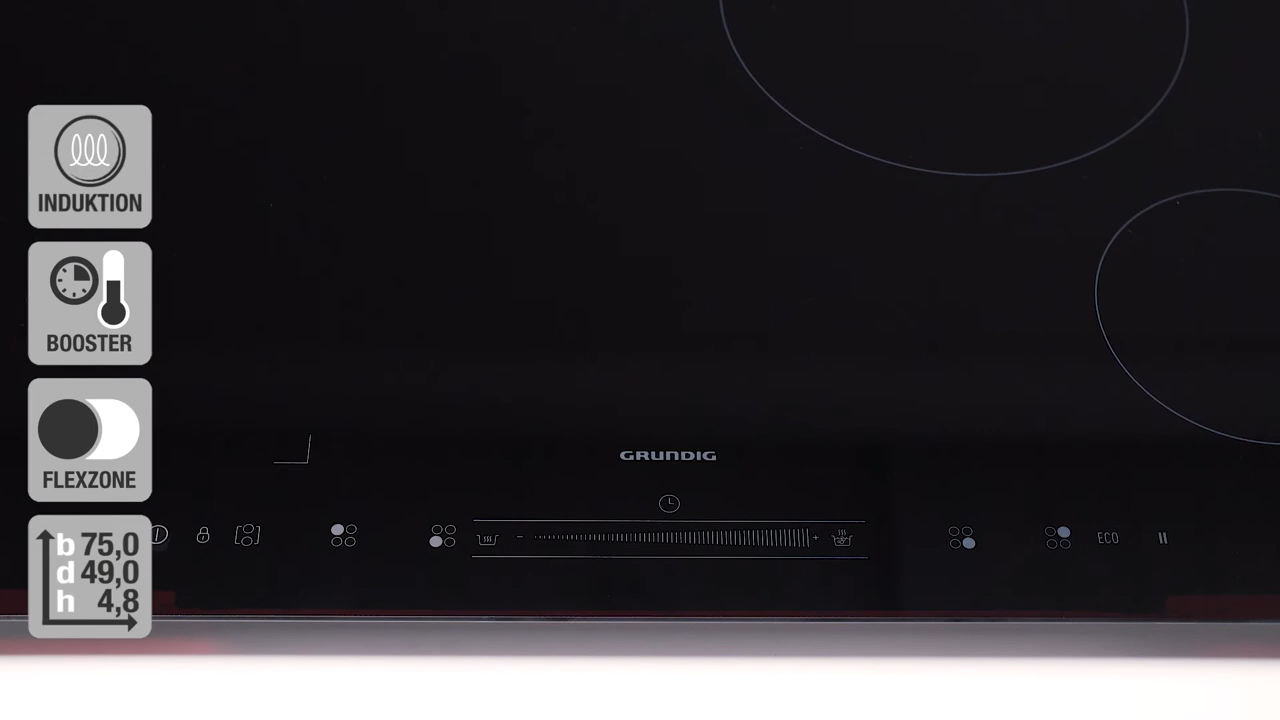 INDUKTION
BOOSTER
FLEXZONE
b 75,0
d 49,0
h 4,8
GRUNDIG
- +
ECO